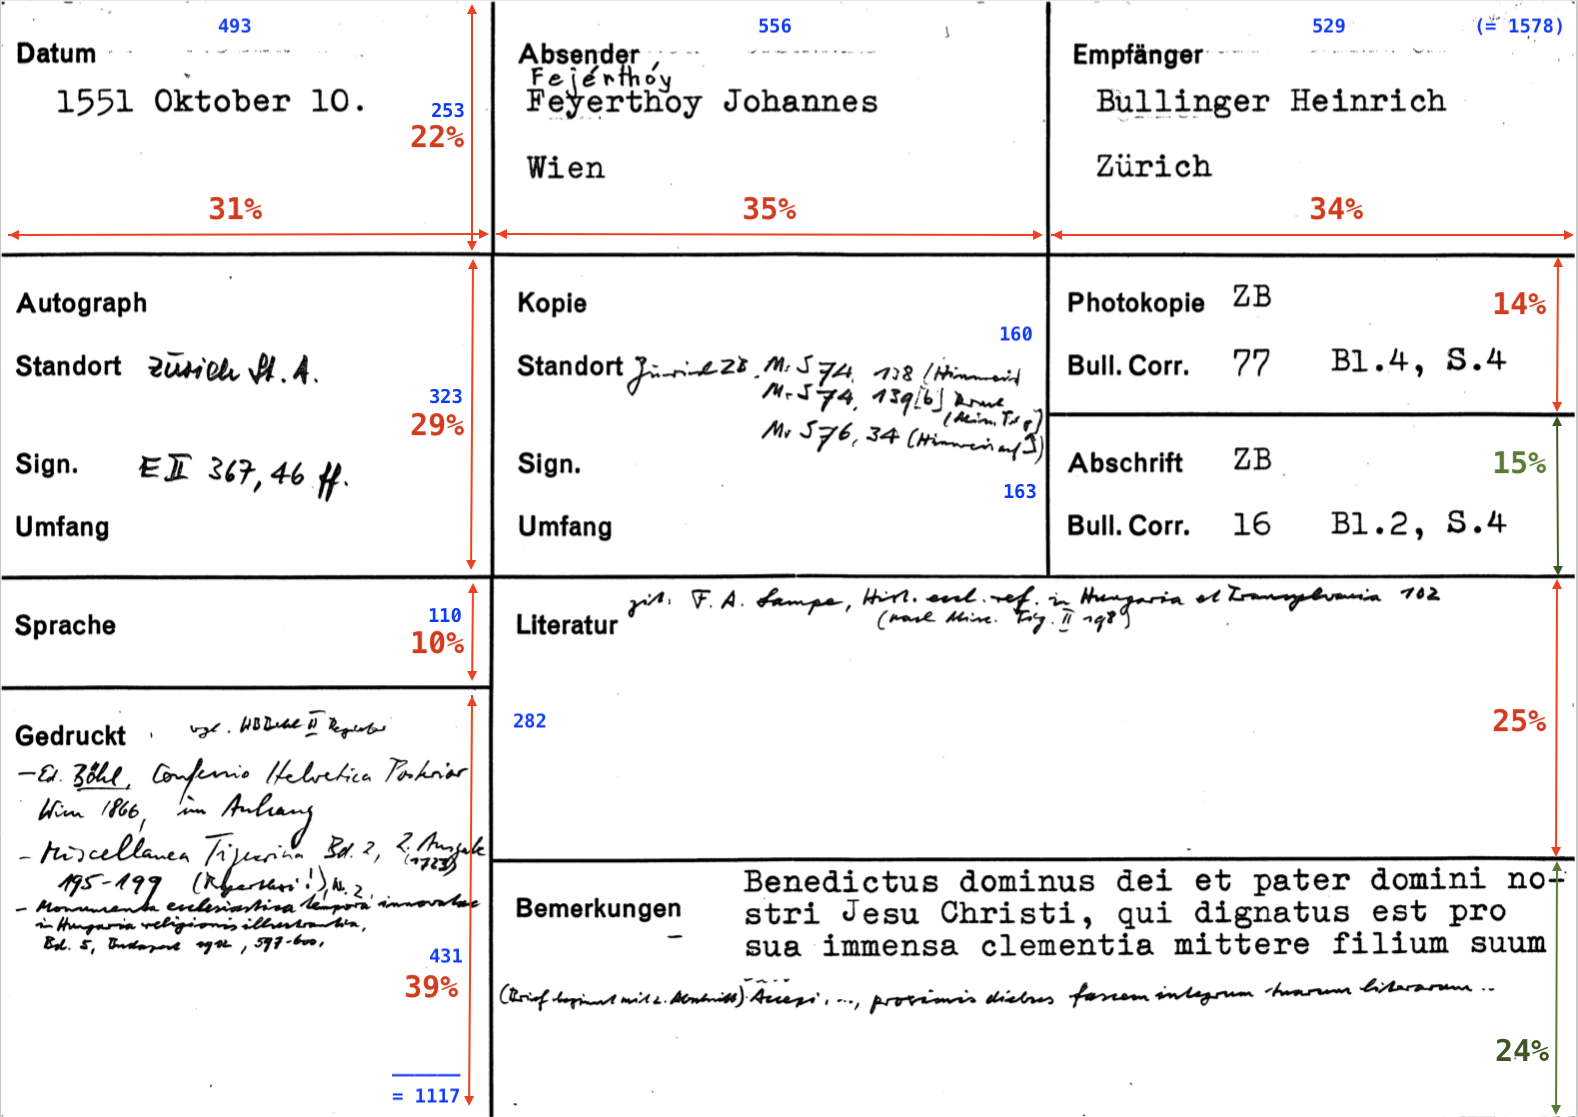 493
556
529
(= 1578)
Datum
Absender
Empfänger
Fejérthóy
1551 Oktober 10.
Feyerthoy Johannes
Bullinger Heinrich
253
22%
Wien
Zürich
31%
35%
34%
Autograph
Kopie
Photokopie ZB
14%
160
Standort Zürich St. A.
Standort Zürich ZB. Ms S 74, 138 (Hinweis)
Ms S 74, 139[b]
Ms S 76, 34 (Hinweis auf
Bull. Corr. 77 Bl.4, S.4
323
29%
Sign. E II 367, 46 ff.
Sign.
Abschrift ZB
15%
163
Umfang
Umfang
Bull. Corr. 16 Bl.2, S.4
Sprache
110
10%
Literatur zit. F. A. Lampe, Hist. eccl. ref. in Hungaria et Transylvania 102
(nach Misc. Tig. II 198)
282
25%
Gedruckt vgl. HBBibl II Register
- Ed. Böhl, Confessio Helvetica Posterior
Wien 1866, im Anhang
- Miscellanea Tigurina Bd. 2, 2. Ausgabe
(1723)
195-199 Nr. 2
- Monumenta ecclesiastica tempora innovatae
in Hungaria religionis illustrantia,
Bd. 5, Budapest 1912, 597-600.
431
39%
= 1117
Bemerkungen
Benedictus dominus dei et pater domini no-
stri Jesu Christi, qui dignatus est pro
sua immensa clementia mittere filium suum
(Brief beginnt mit 2. Abschnitt) Accepi ..., proximis diebus fascem integrum tuarum literarum ..
24%